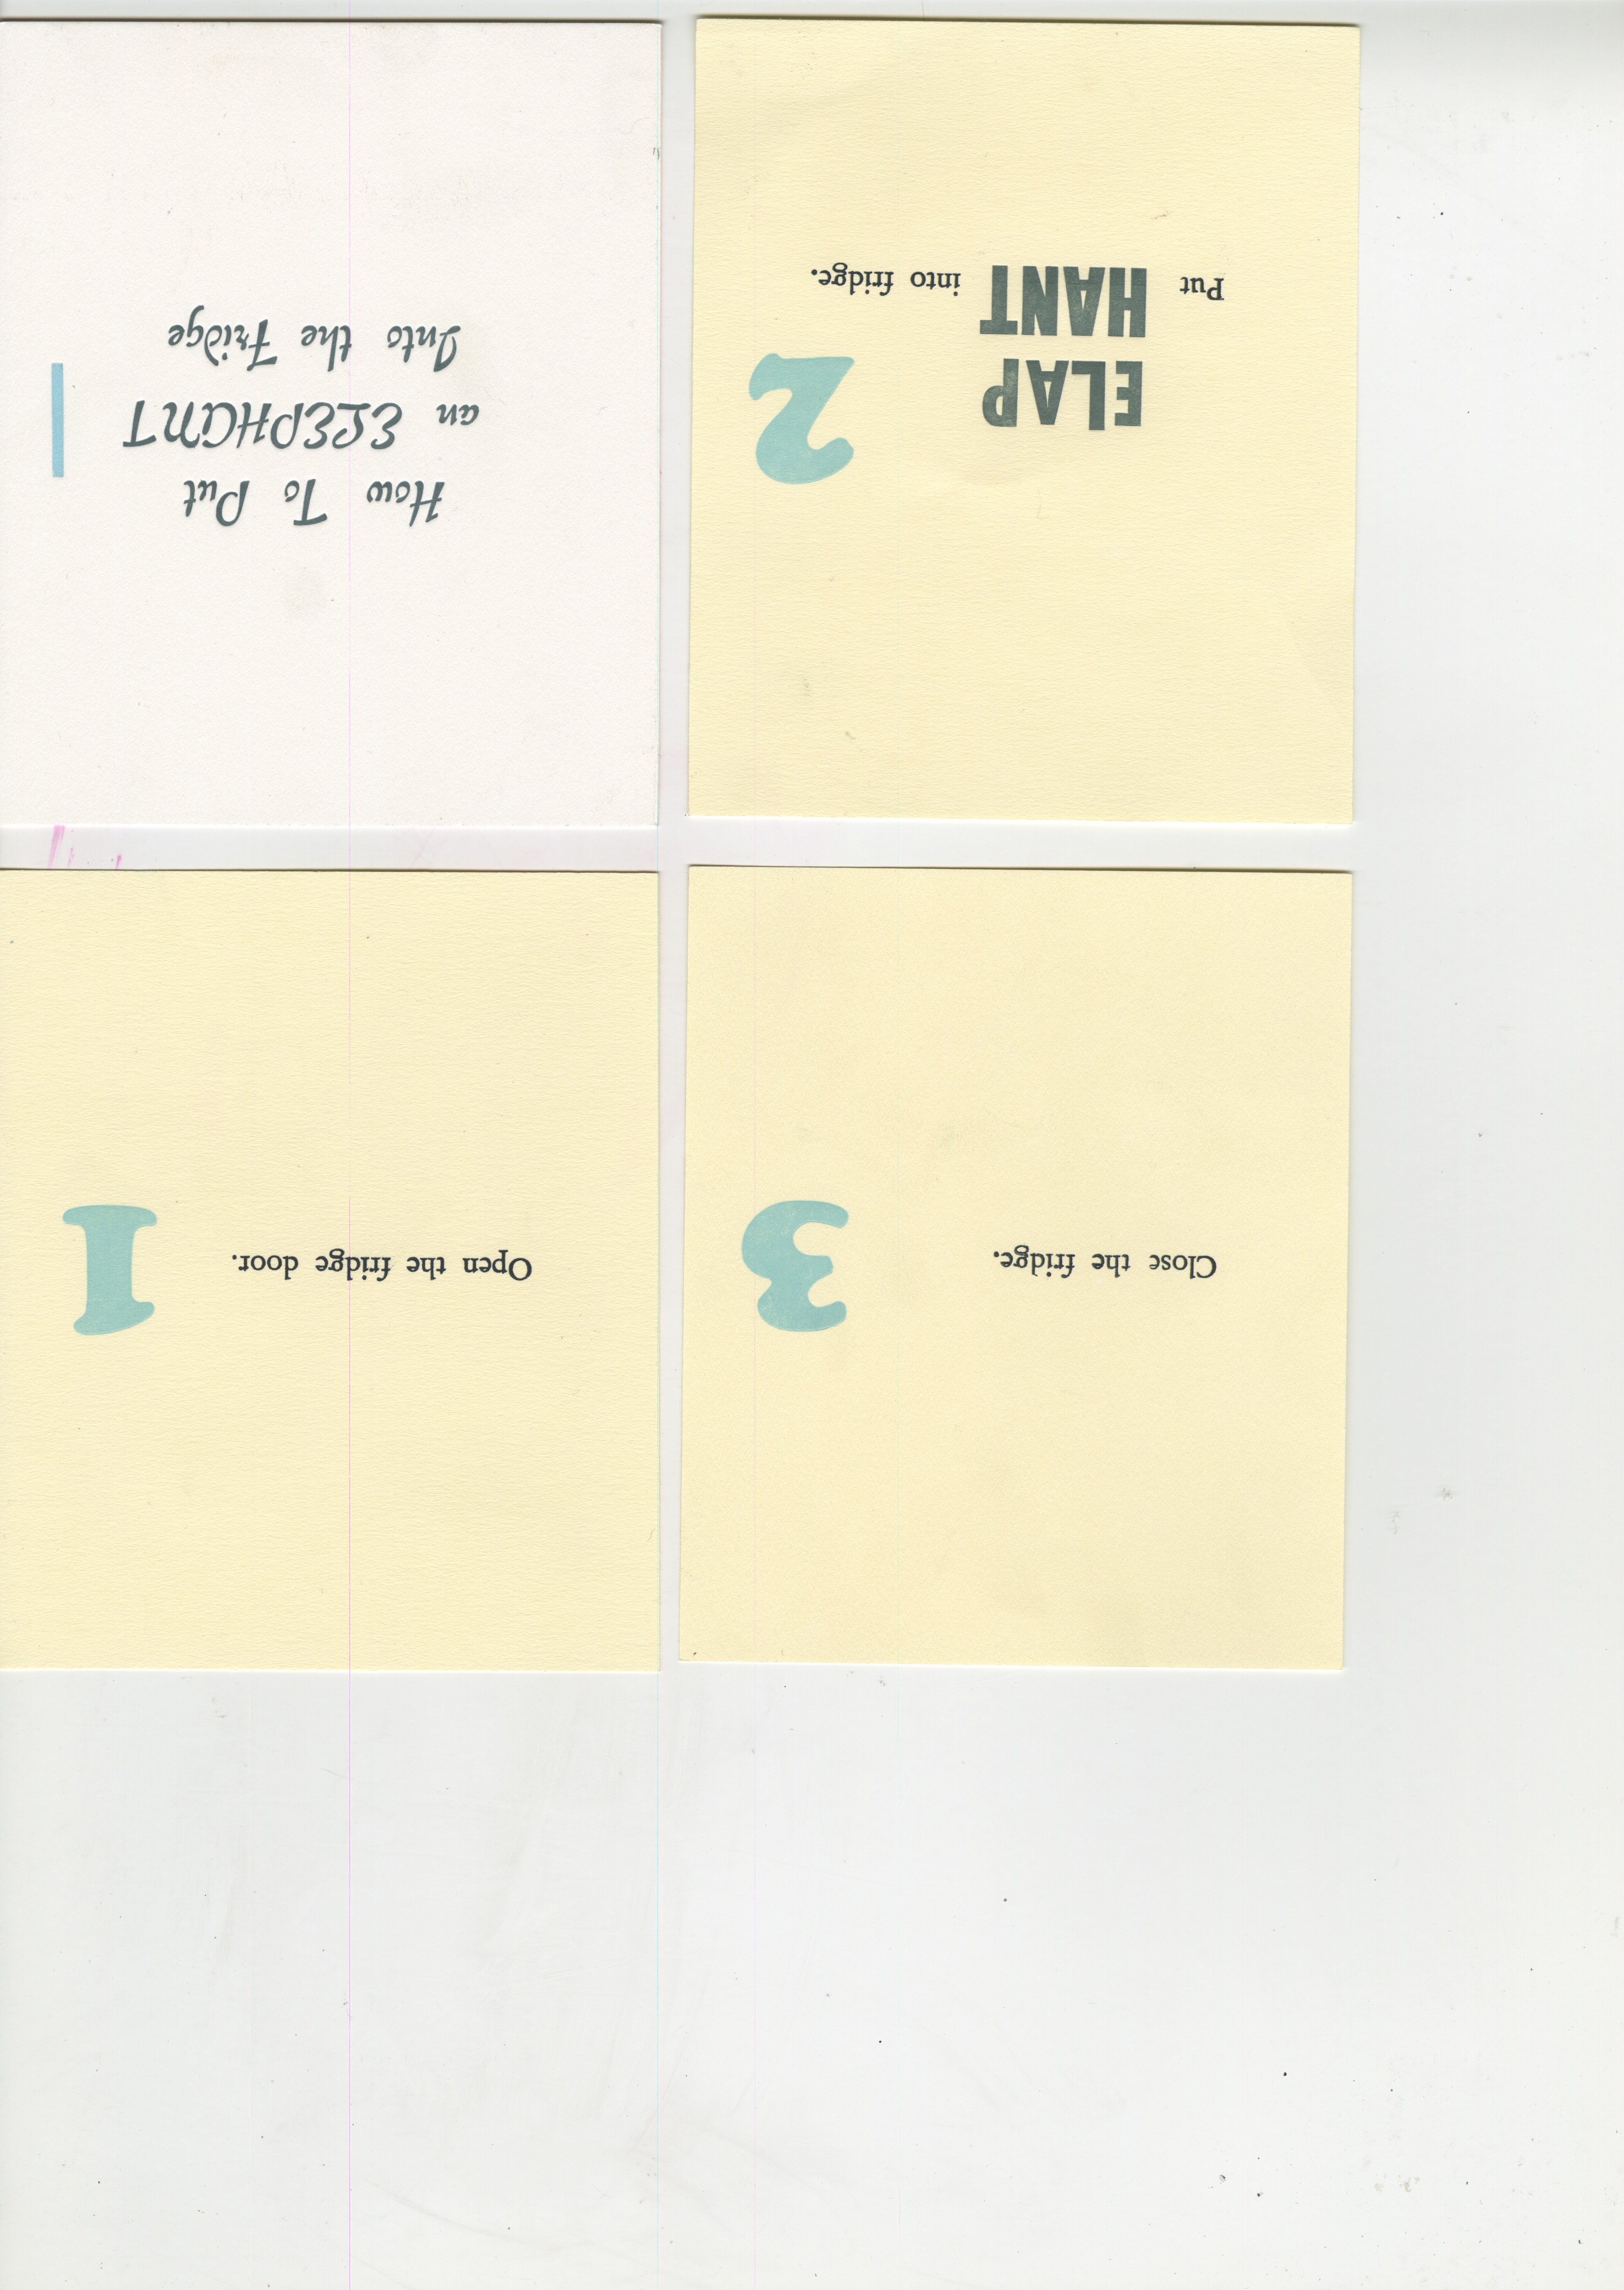 Close the fridge.
3
Open the fridge door.
1
ELAP
HANT
Put into fridge.
2
How To Put
an ELEPHANT
Into the Fridge